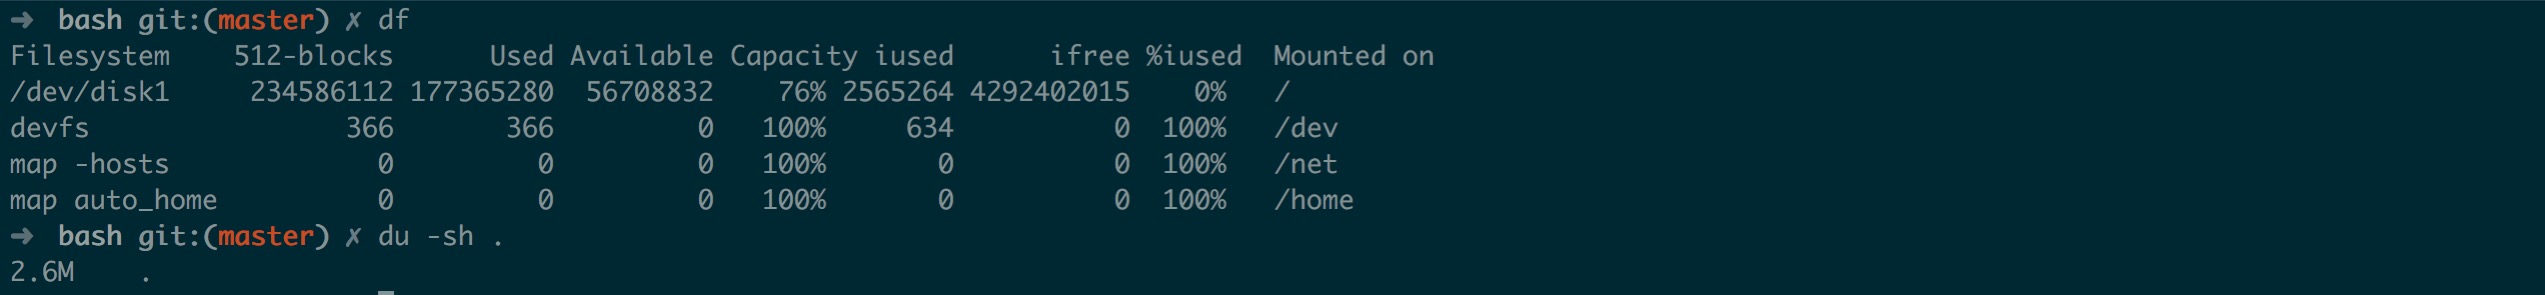 ➜  bash git:(master) ✗ df
Filesystem    512-blocks      Used Available Capacity iused      ifree %iused  Mounted on
/dev/disk1     234586112 177365280  56708832    76% 2565264 4292402015    0%   /
devfs                366       366         0   100%     634          0  100%   /dev
map -hosts             0         0         0   100%       0          0  100%   /net
map auto_home          0         0         0   100%       0          0  100%   /home
➜  bash git:(master) ✗ du -sh .
2.6M    .